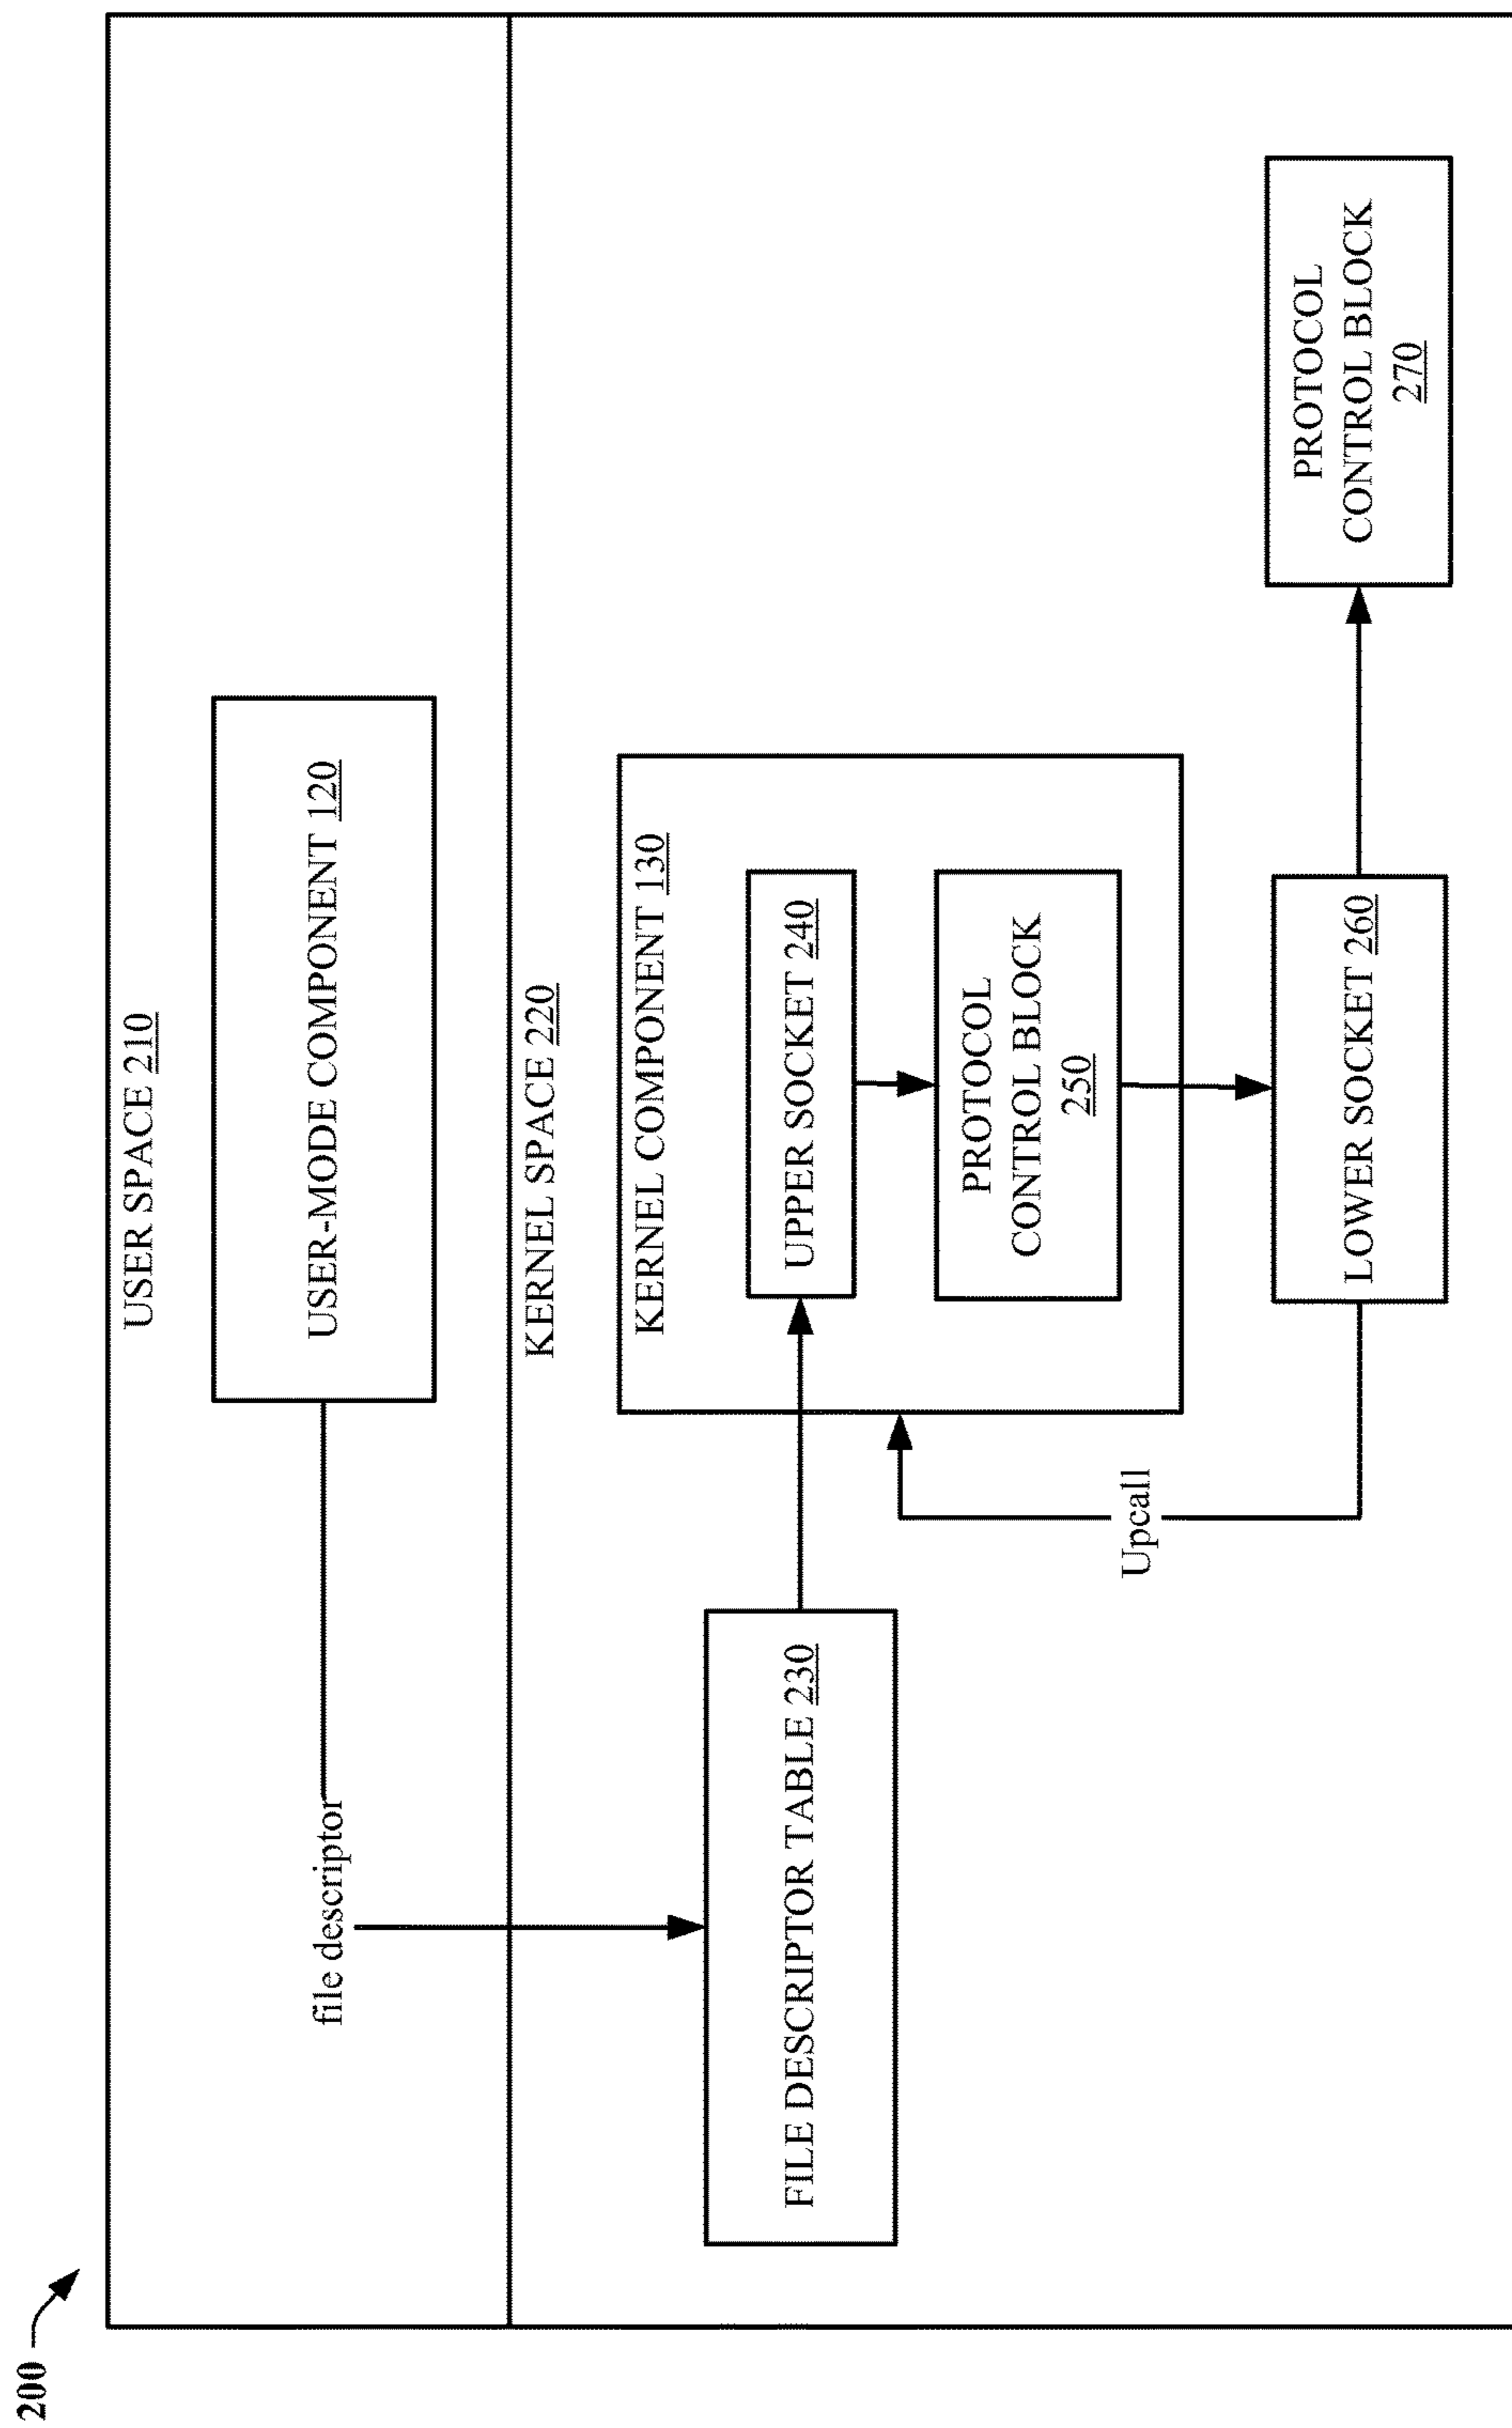 200
USER SPACE 210
USER-MODE COMPONENT 120
file descriptor
KERNEL SPACE 220
KERNEL COMPONENT 130
FILE DESCRIPTOR TABLE 230
UPPER SOCKET 240
PROTOCOL
CONTROL BLOCK
250
Upcall
LOWER SOCKET 260
PROTOCOL
CONTROL BLOCK
270